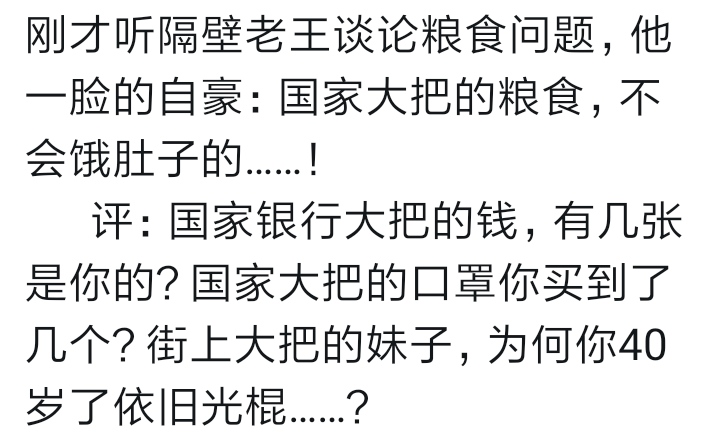 刚才听隔壁老王谈论粮食问题，他
一脸的自豪：国家大把的粮食，不
会饿肚子的……！
评：国家银行大把的钱，有几张
是你的？国家大把的口罩你买到了
几个？街上大把的妹子，为何你40
岁了依旧光棍……？